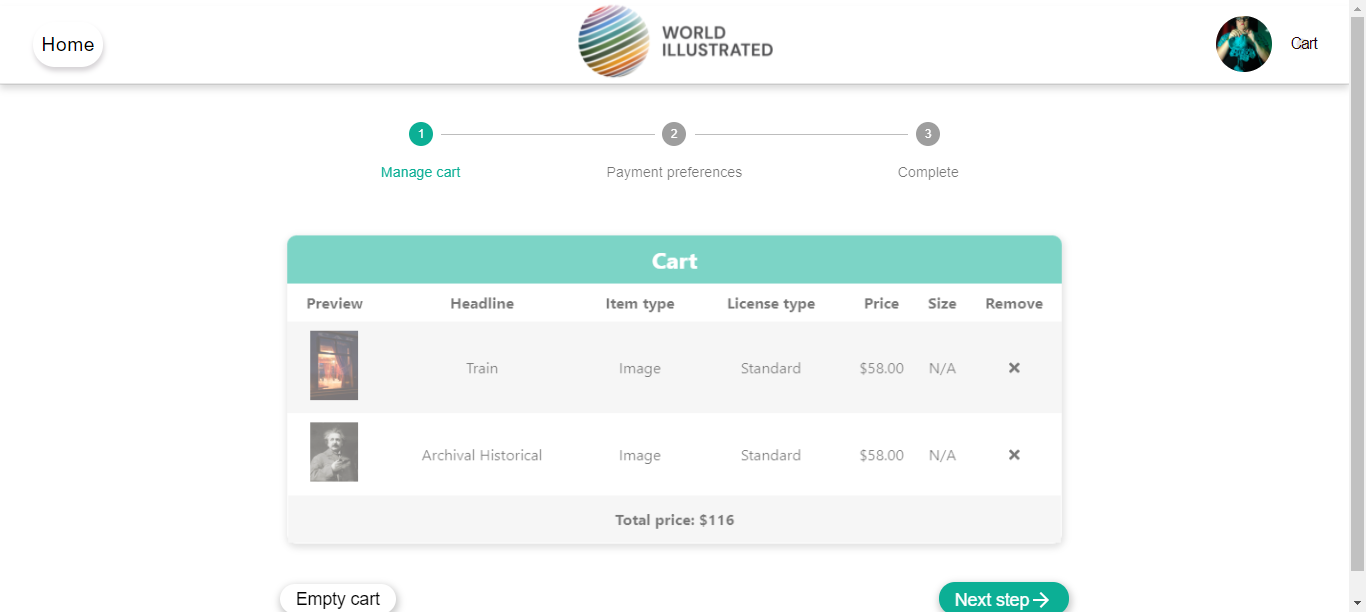 Home
WORLD
ILLUSTRATED
Cart
1
2
3
Manage cart
Payment preferences
Complete
Cart
Preview Headline Item type License type Price Size Remove
Train Image Standard $58.00 N/A ✖
Archival Historical Image Standard $58.00 N/A ✖
Total price: $116
Empty cart
Next step →